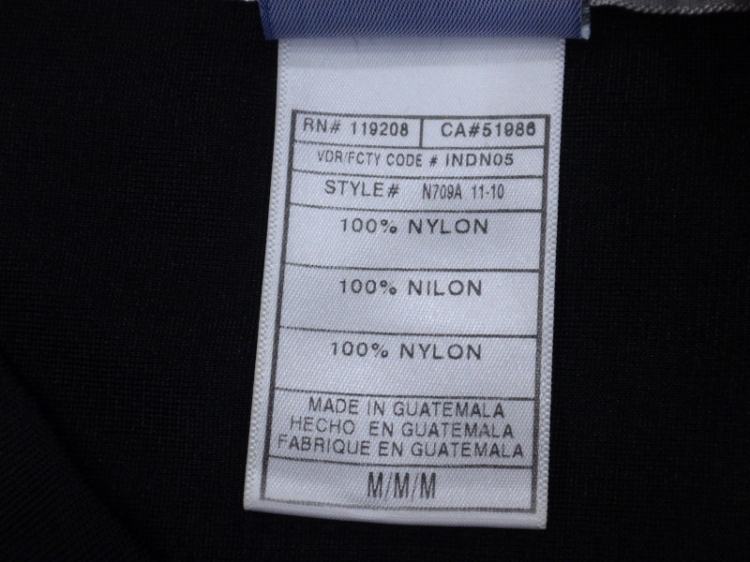 RN# 119208 CA#51986
VDR/FCTY CODE # INDN05
STYLE# N709A 11-10
100% NYLON
100% NILON
100% NYLON
MADE IN GUATEMALA
HECHO EN GUATEMALA
FABRIQUE EN GUATEMALA
M/M/M